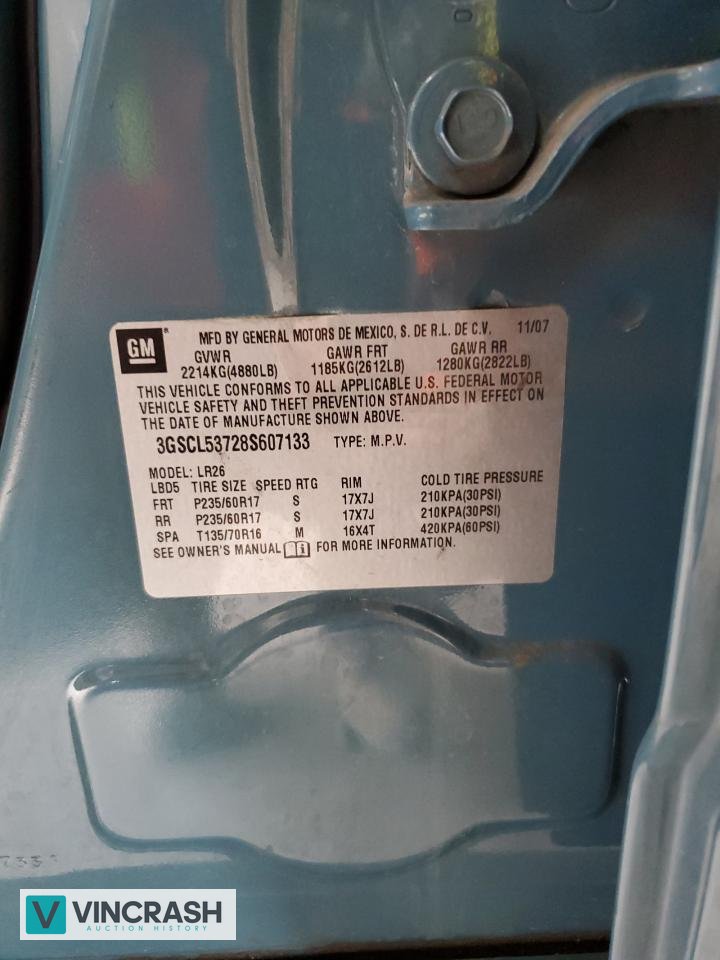 GM ® MFD BY GENERAL MOTORS DE MEXICO, S. DE R.L. DE C.V. 11/07
GVWR GAWR FRT GAWR RR
2214KG(4880LB) 1185KG(2612LB) 1280KG(2822LB)
THIS VEHICLE CONFORMS TO ALL APPLICABLE U.S. FEDERAL MOTOR
VEHICLE SAFETY AND THEFT PREVENTION STANDARDS IN EFFECT ON
THE DATE OF MANUFACTURE SHOWN ABOVE.
3GSCL53728S607133 TYPE: M.P.V.
MODEL: LR26
LBD5 TIRE SIZE SPEED RTG RIM COLD TIRE PRESSURE
FRT P235/60R17 S 17X7J 210KPA(30PSI)
RR P235/60R17 S 17X7J 210KPA(30PSI)
SPA T135/70R16 M 16X4T 420KPA(60PSI)
SEE OWNER'S MANUAL FOR MORE INFORMATION.
V VINCRASH
AUCTION HISTORY